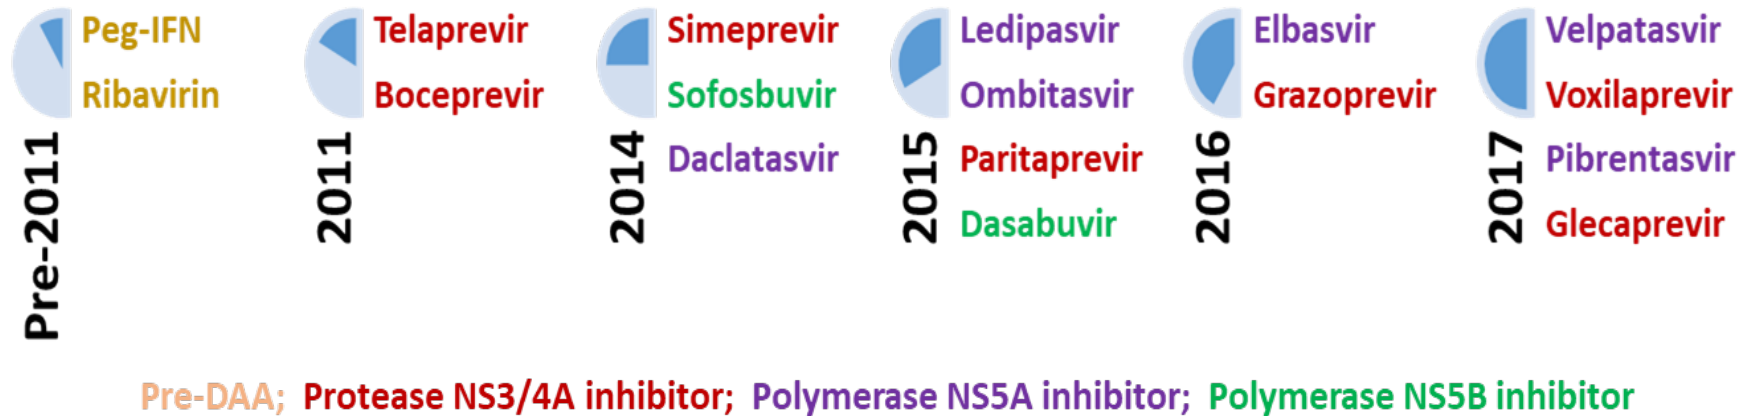 Peg-IFN
Ribavirin
Pre-2011
Telaprevir
Boceprevir
2011
Simeprevir
Sofosbuvir
Daclatasvir
2014
Ledipasvir
Ombitasvir
Paritaprevir
Dasabuvir
2015
Elbasvir
Grazoprevir
2016
Velpatasvir
Voxilaprevir
Pibrentasvir
Glecaprevir
2017
Pre-DAA; Protease NS3/4A inhibitor; Polymerase NS5A inhibitor; Polymerase NS5B inhibitor